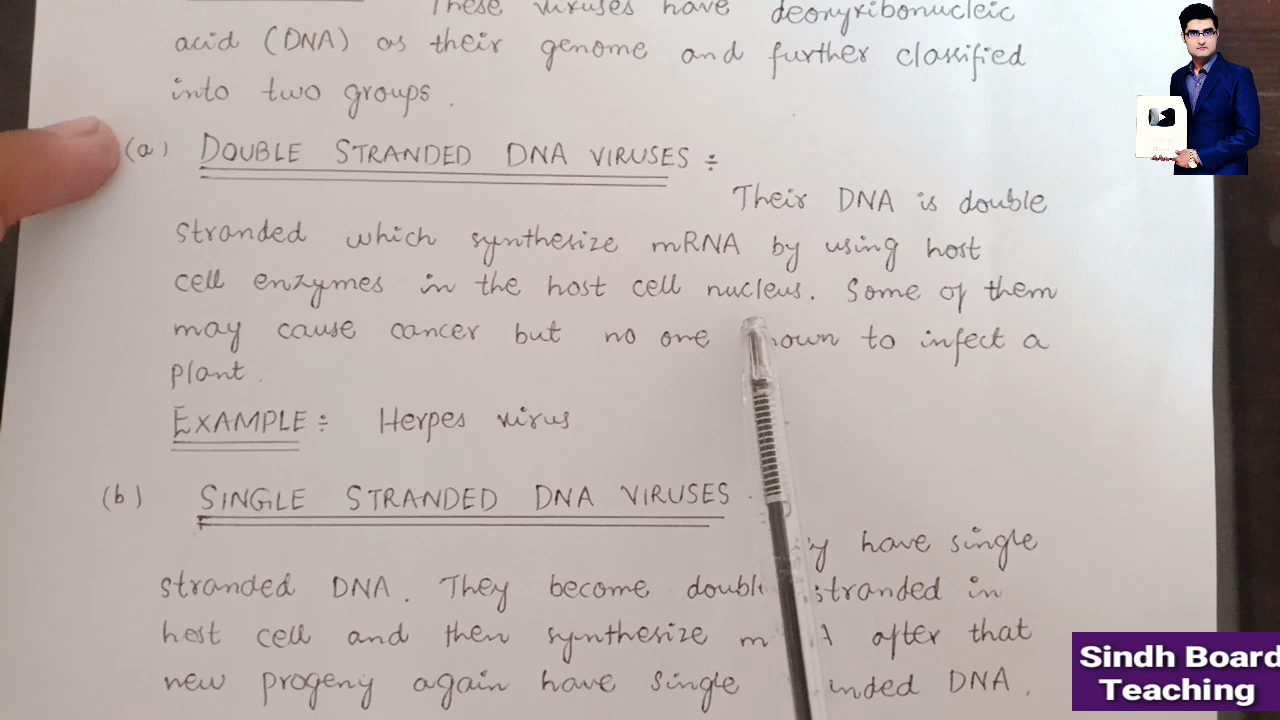 These viruses have deoxyribonucleic
acid (DNA) as their genome and further classified
into two groups.
(a) DOUBLE STRANDED DNA VIRUSES ÷
Their DNA is double
stranded which synthesize mRNA by using host
cell enzymes in the host cell nucleus. Some of them
may cause cancer but no one to infect a
plant.
EXAMPLE ÷ Herpes virus
(b) SINGLE STRANDED DNA VIRUSES.
have single
stranded DNA. They become stranded in
host cell and then synthesize after that
new progeny again have single DNA.
Sindh Board
Teaching